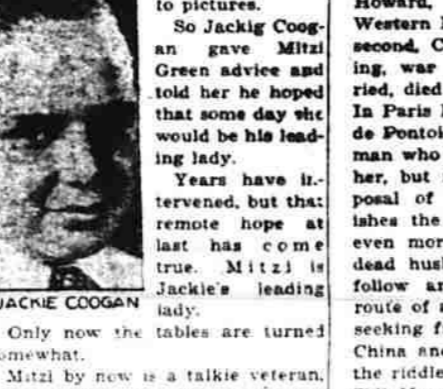 to pictures.
So Jackig Coog-
an gave Mitzi
Green advice and
told her he hoped
that some day she
would be his lead-
ing lady.
Years have in-
tervened, but that
remote hope at
last has come
true. Mitzi is
Jackie's leading
lady.
JACKIE COOGAN
Only now the tables are turned
somewhat.
Mitzi by now is a talkie veteran.
Howard,
Western
second, C
ing, war
ried, died
In Paris
de Pontok
man who
her, but
posal of
ishes the
even mor
dead husb
follow an
route of a
seeking f
China and
the riddle